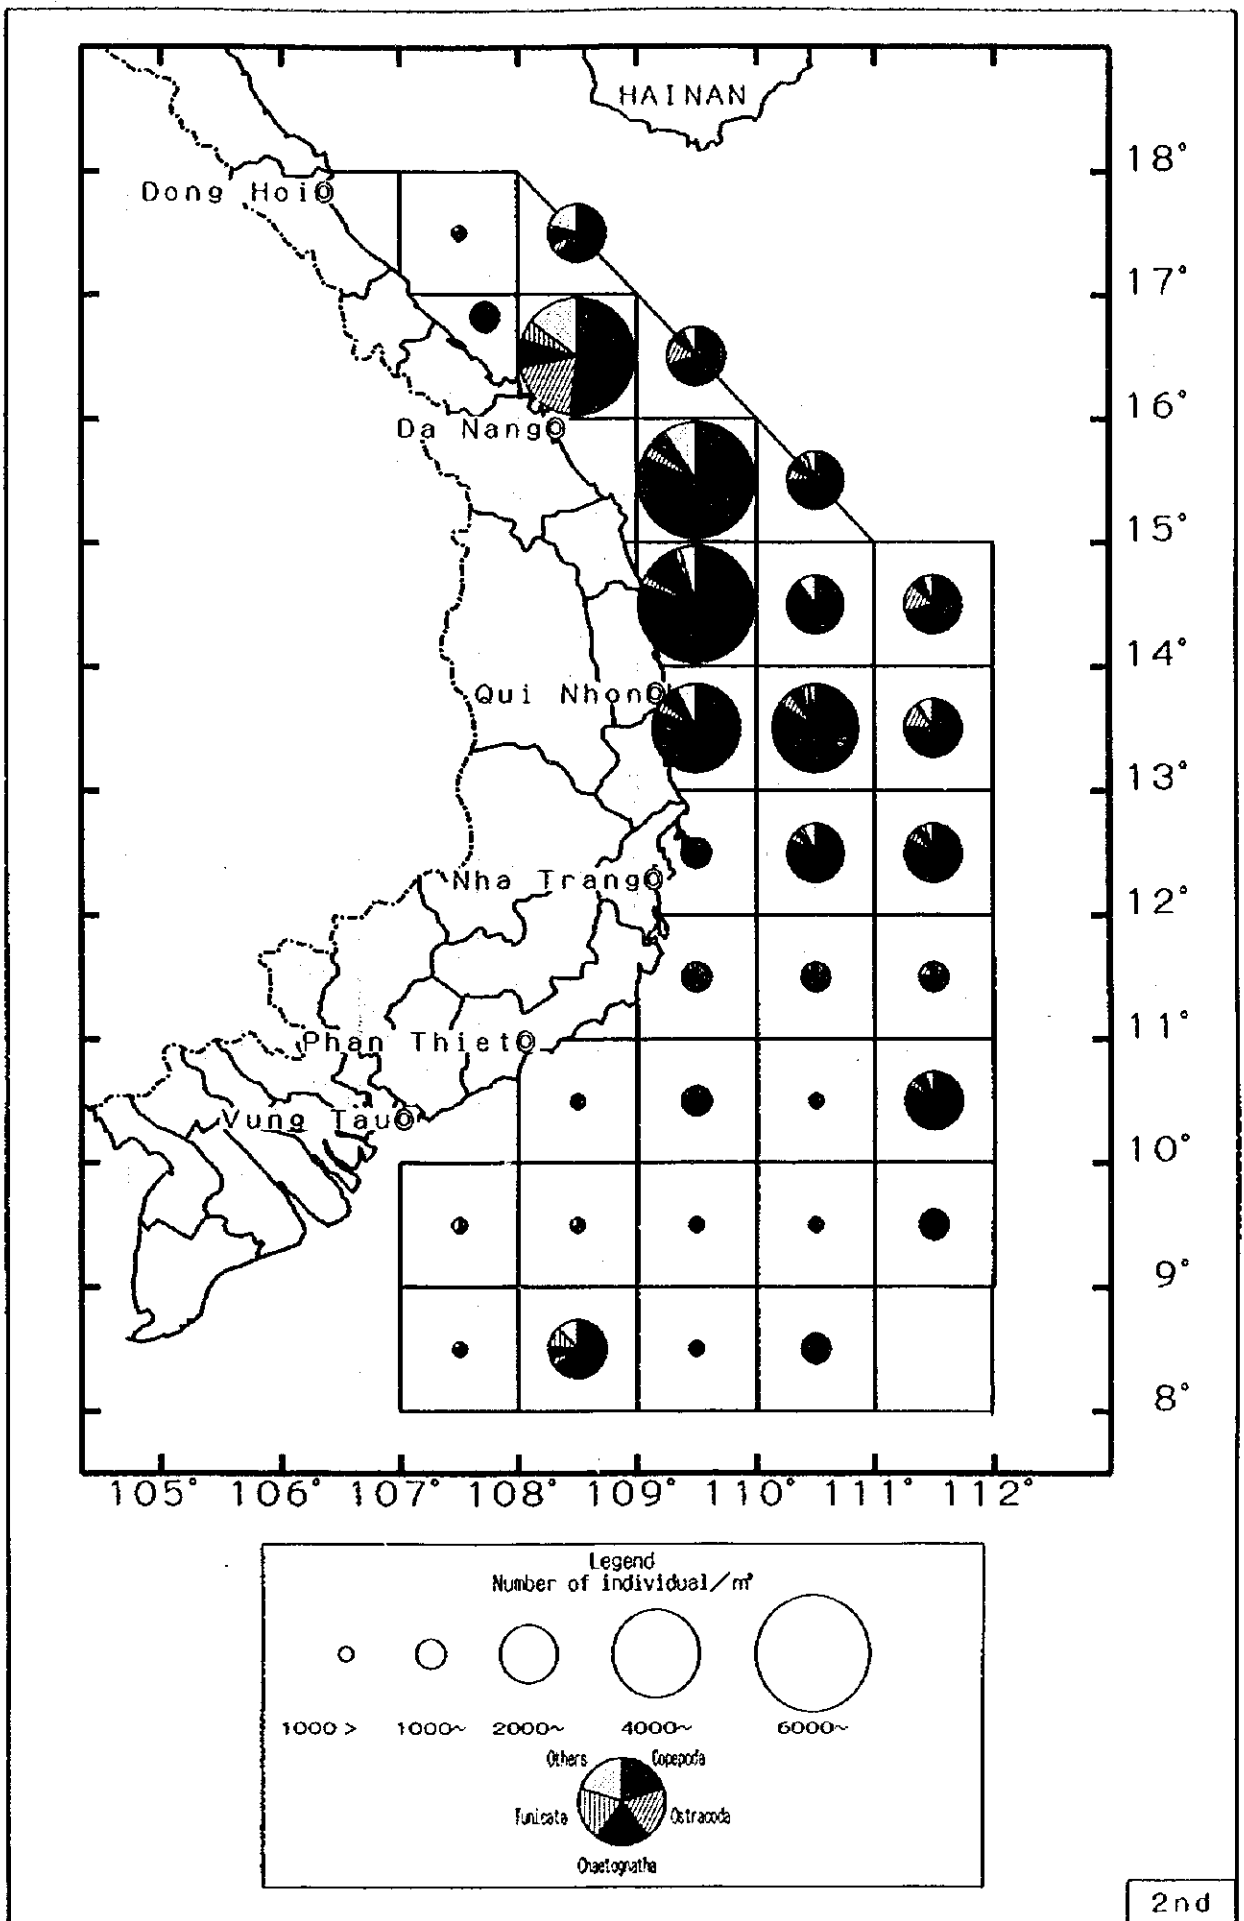 HAINAN
18°
Dong Hoi
17°
16°
Da Nang
15°
14°
Qui Nhon
13°
Nha Trang
12°
11°
Phan Thiet
Vung Tau
10°
9°
8°
105° 106° 107° 108° 109° 110° 111° 112°
Legend
Number of individual/m³
1000> 1000~ 2000~ 4000~ 6000~
Others Copepoda
Tunicata Ostracoda
Chaetognatha
2nd